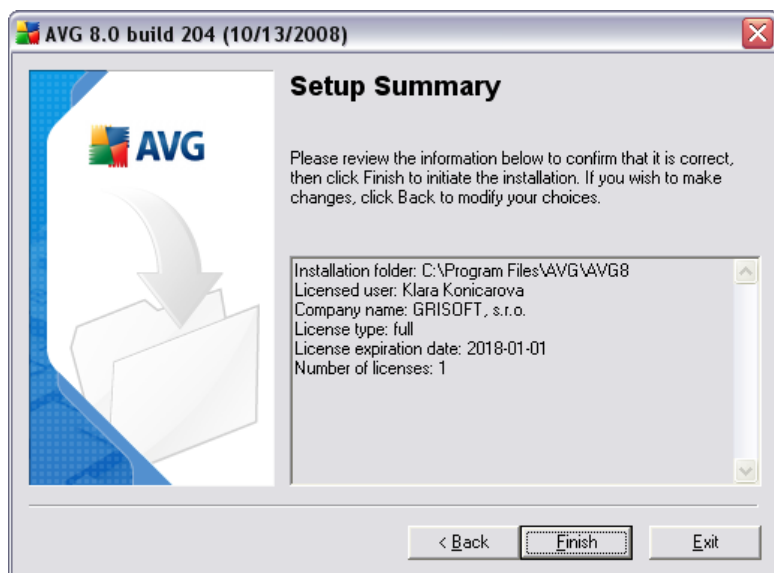 AVG 8.0 build 204 (10/13/2008)
AVG
Setup Summary
Please review the information below to confirm that it is correct,
then click Finish to initiate the installation. If you wish to make
changes, click Back to modify your choices.
Installation folder: C:\Program Files\AVG\AVG8
Licensed user: Klara Konicarova
Company name: GRISOFT, s.r.o.
License type: full
License expiration date: 2018-01-01
Number of licenses: 1
< Back
Finish
Exit